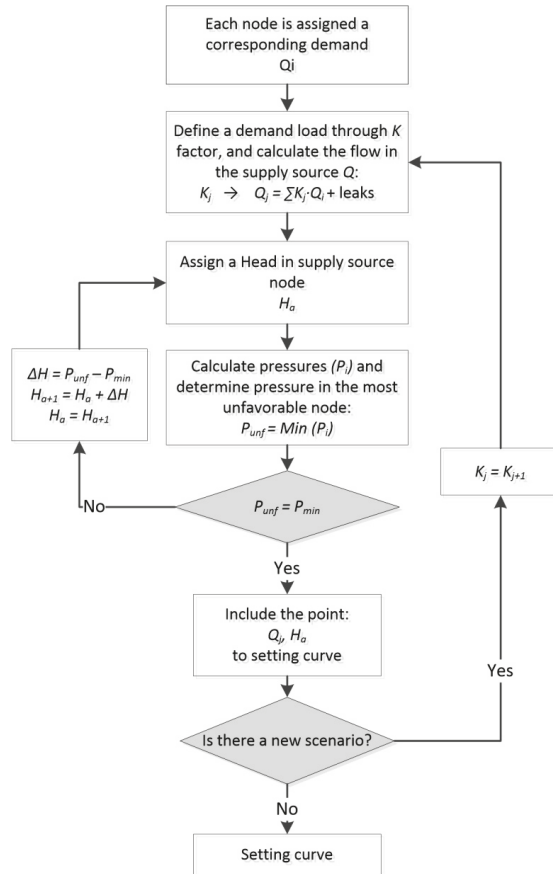 Each node is assigned a
corresponding demand
Qi
Define a demand load through K
factor, and calculate the flow in
the supply source Q:
Kj → Qj = ∑Kj·Qi + leaks
Assign a Head in supply source
node
Ha
ΔH = Punf – Pmin
Ha+1 = Ha + ΔH
Ha = Ha+1
Calculate pressures (Pi) and
determine pressure in the most
unfavorable node:
Punf = Min (Pi)
Kj = Kj+1
No
Punf = Pmin
Yes
Include the point:
Qj, Ha
to setting curve
Yes
Is there a new scenario?
No
Setting curve